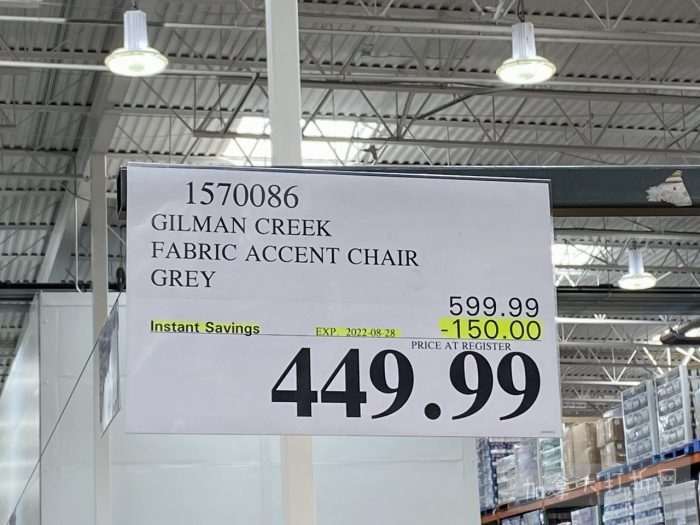 1570086
GILMAN CREEK
FABRIC ACCENT CHAIR
GREY
599.99
Instant Savings EXP. 2022-08-28 -150.00
PRICE AT REGISTER
449.99